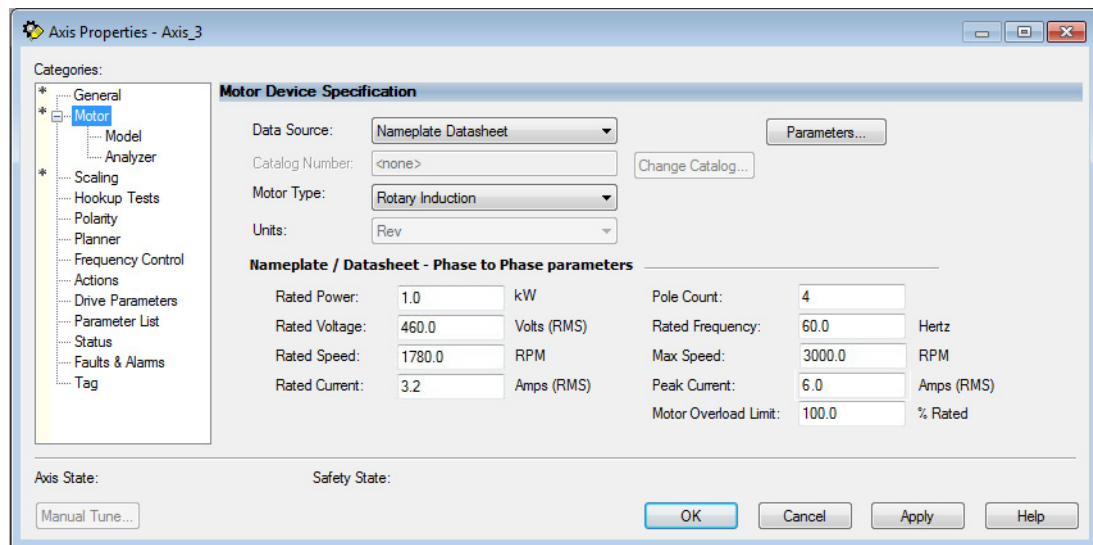 Axis Properties - Axis_3
Categories:
* General
* Motor
Model
Analyzer
* Scaling
Hookup Tests
Polarity
Planner
Frequency Control
Actions
Drive Parameters
Parameter List
Status
Faults & Alarms
Tag
Motor Device Specification
Data Source: Nameplate Datasheet Parameters...
Catalog Number: <none> Change Catalog...
Motor Type: Rotary Induction
Units: Rev
Nameplate / Datasheet - Phase to Phase parameters
Rated Power: 1.0 kW Pole Count: 4
Rated Voltage: 460.0 Volts (RMS) Rated Frequency: 60.0 Hertz
Rated Speed: 1780.0 RPM Max Speed: 3000.0 RPM
Rated Current: 3.2 Amps (RMS) Peak Current: 6.0 Amps (RMS)
Motor Overload Limit: 100.0 % Rated
Axis State: Safety State:
Manual Tune... OK Cancel Apply Help